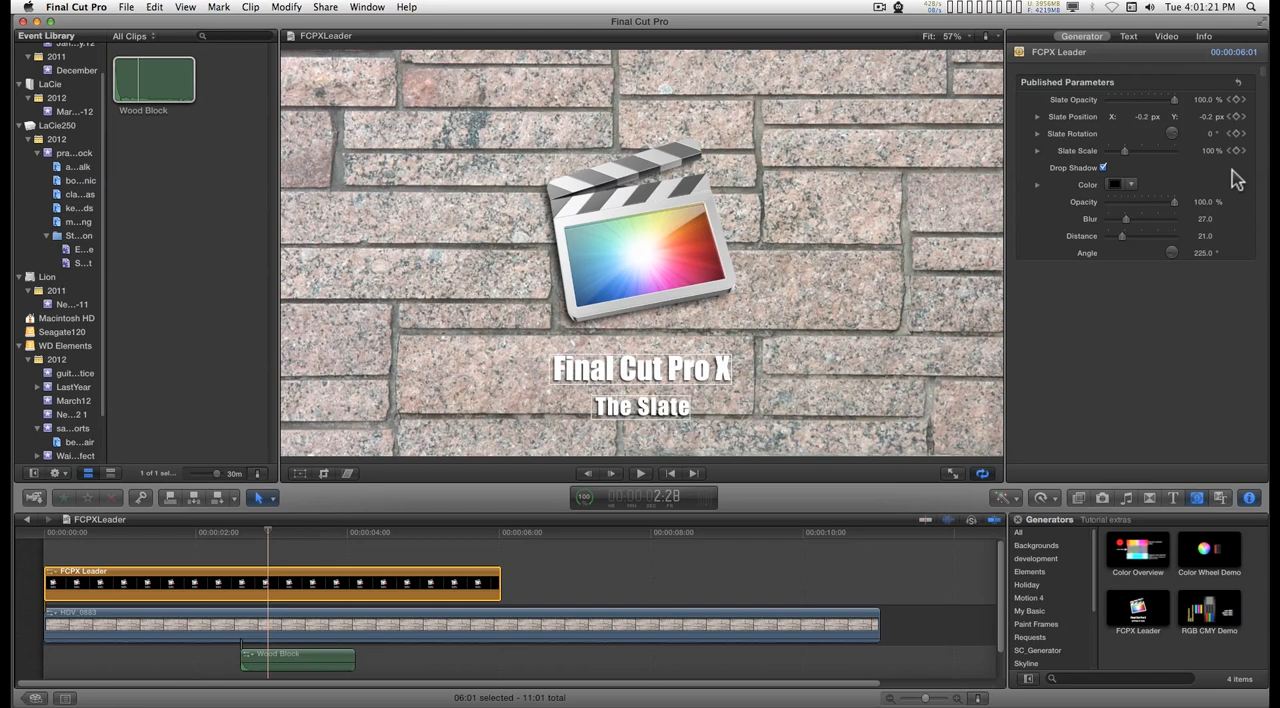 Final Cut Pro File Edit View Mark Clip Modify Share Window Help Tue 4:01:21 PM
Final Cut Pro
Event Library
All Clips
2011
December
LaCie
2012
Mar...-12
LaCie250
2012
pra...ock
a...alk
bo...nic
cla...as
ke...ds
m...ng
St...on
E...e
S...t
Lion
2011
Ne...-11
Macintosh HD
Seagate120
WD Elements
2012
guit...tice
LastYear
March12
Ne...2 1
sa...orts
be...air
Wai...fect
Wood Block
1 of 1 sel...
30m
FCPXLeader
Fit: 57%
Final Cut Pro X
The Slate
100
2:28
HR MIN SEC FR
Generator Text Video Info
FCPX Leader 00:00:06:01
Published Parameters
Slate Opacity 100.0 %
Slate Position X: -0.2 px Y: -0.2 px
Slate Rotation 0 °
Slate Scale 100 %
Drop Shadow
Color
Opacity 100.0 %
Blur 27.0
Distance 21.0
Angle 225.0 °
FCPXLeader
00:00:00:00 00:00:02:00 00:00:04:00 00:00:06:00 00:00:08:00 00:00:10:00
FCPX Leader
HDV_0883
Wood Block
06:01 selected - 11:01 total
Generators Tutorial extras
All
Backgrounds
development
Elements
Holiday
Motion 4
My Basic
Paint Frames
Requests
SC_Generator
Skyline
Color Overview
Color Wheel Demo
FCPX Leader
RGB CMY Demo
4 items